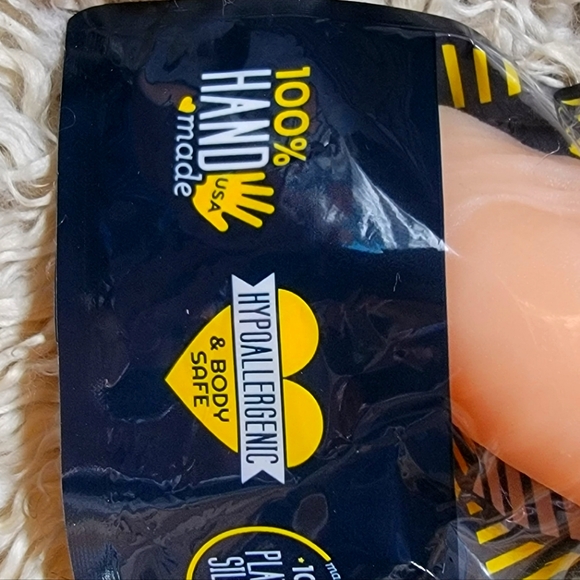 100%
HAND
made
USA
HYPOALLERGENIC
& BODY
SAFE